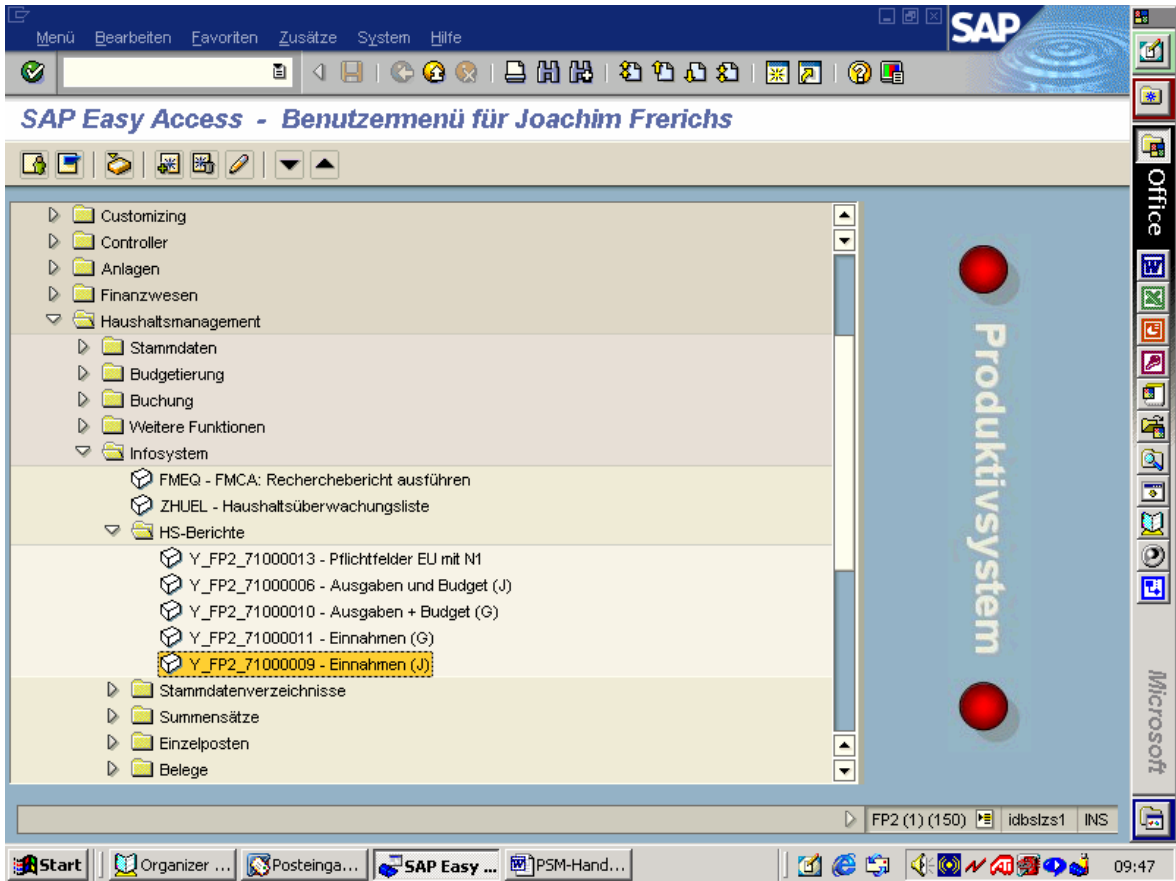 Menü Bearbeiten Favoriten Zusätze System Hilfe
SAP
SAP Easy Access - Benutzermenü für Joachim Frerichs
Customizing
Controller
Anlagen
Finanzwesen
Haushaltsmanagement
Stammdaten
Budgetierung
Buchung
Weitere Funktionen
Infosystem
FMEQ - FMCA: Recherchebericht ausführen
ZHUEL - Haushaltsüberwachungsliste
HS-Berichte
Y_FP2_71000013 - Pflichtfelder EU mit N1
Y_FP2_71000006 - Ausgaben und Budget (J)
Y_FP2_71000010 - Ausgaben + Budget (G)
Y_FP2_71000011 - Einnahmen (G)
Y_FP2_71000009 - Einnahmen (J)
Stammdatenverzeichnisse
Summensätze
Einzelposten
Belege
Produktivsystem
Office
Microsoft
FP2 (1) (150) idbslzs1 INS
Start Organizer ... Posteinga... SAP Easy ... PSM-Hand... 09:47